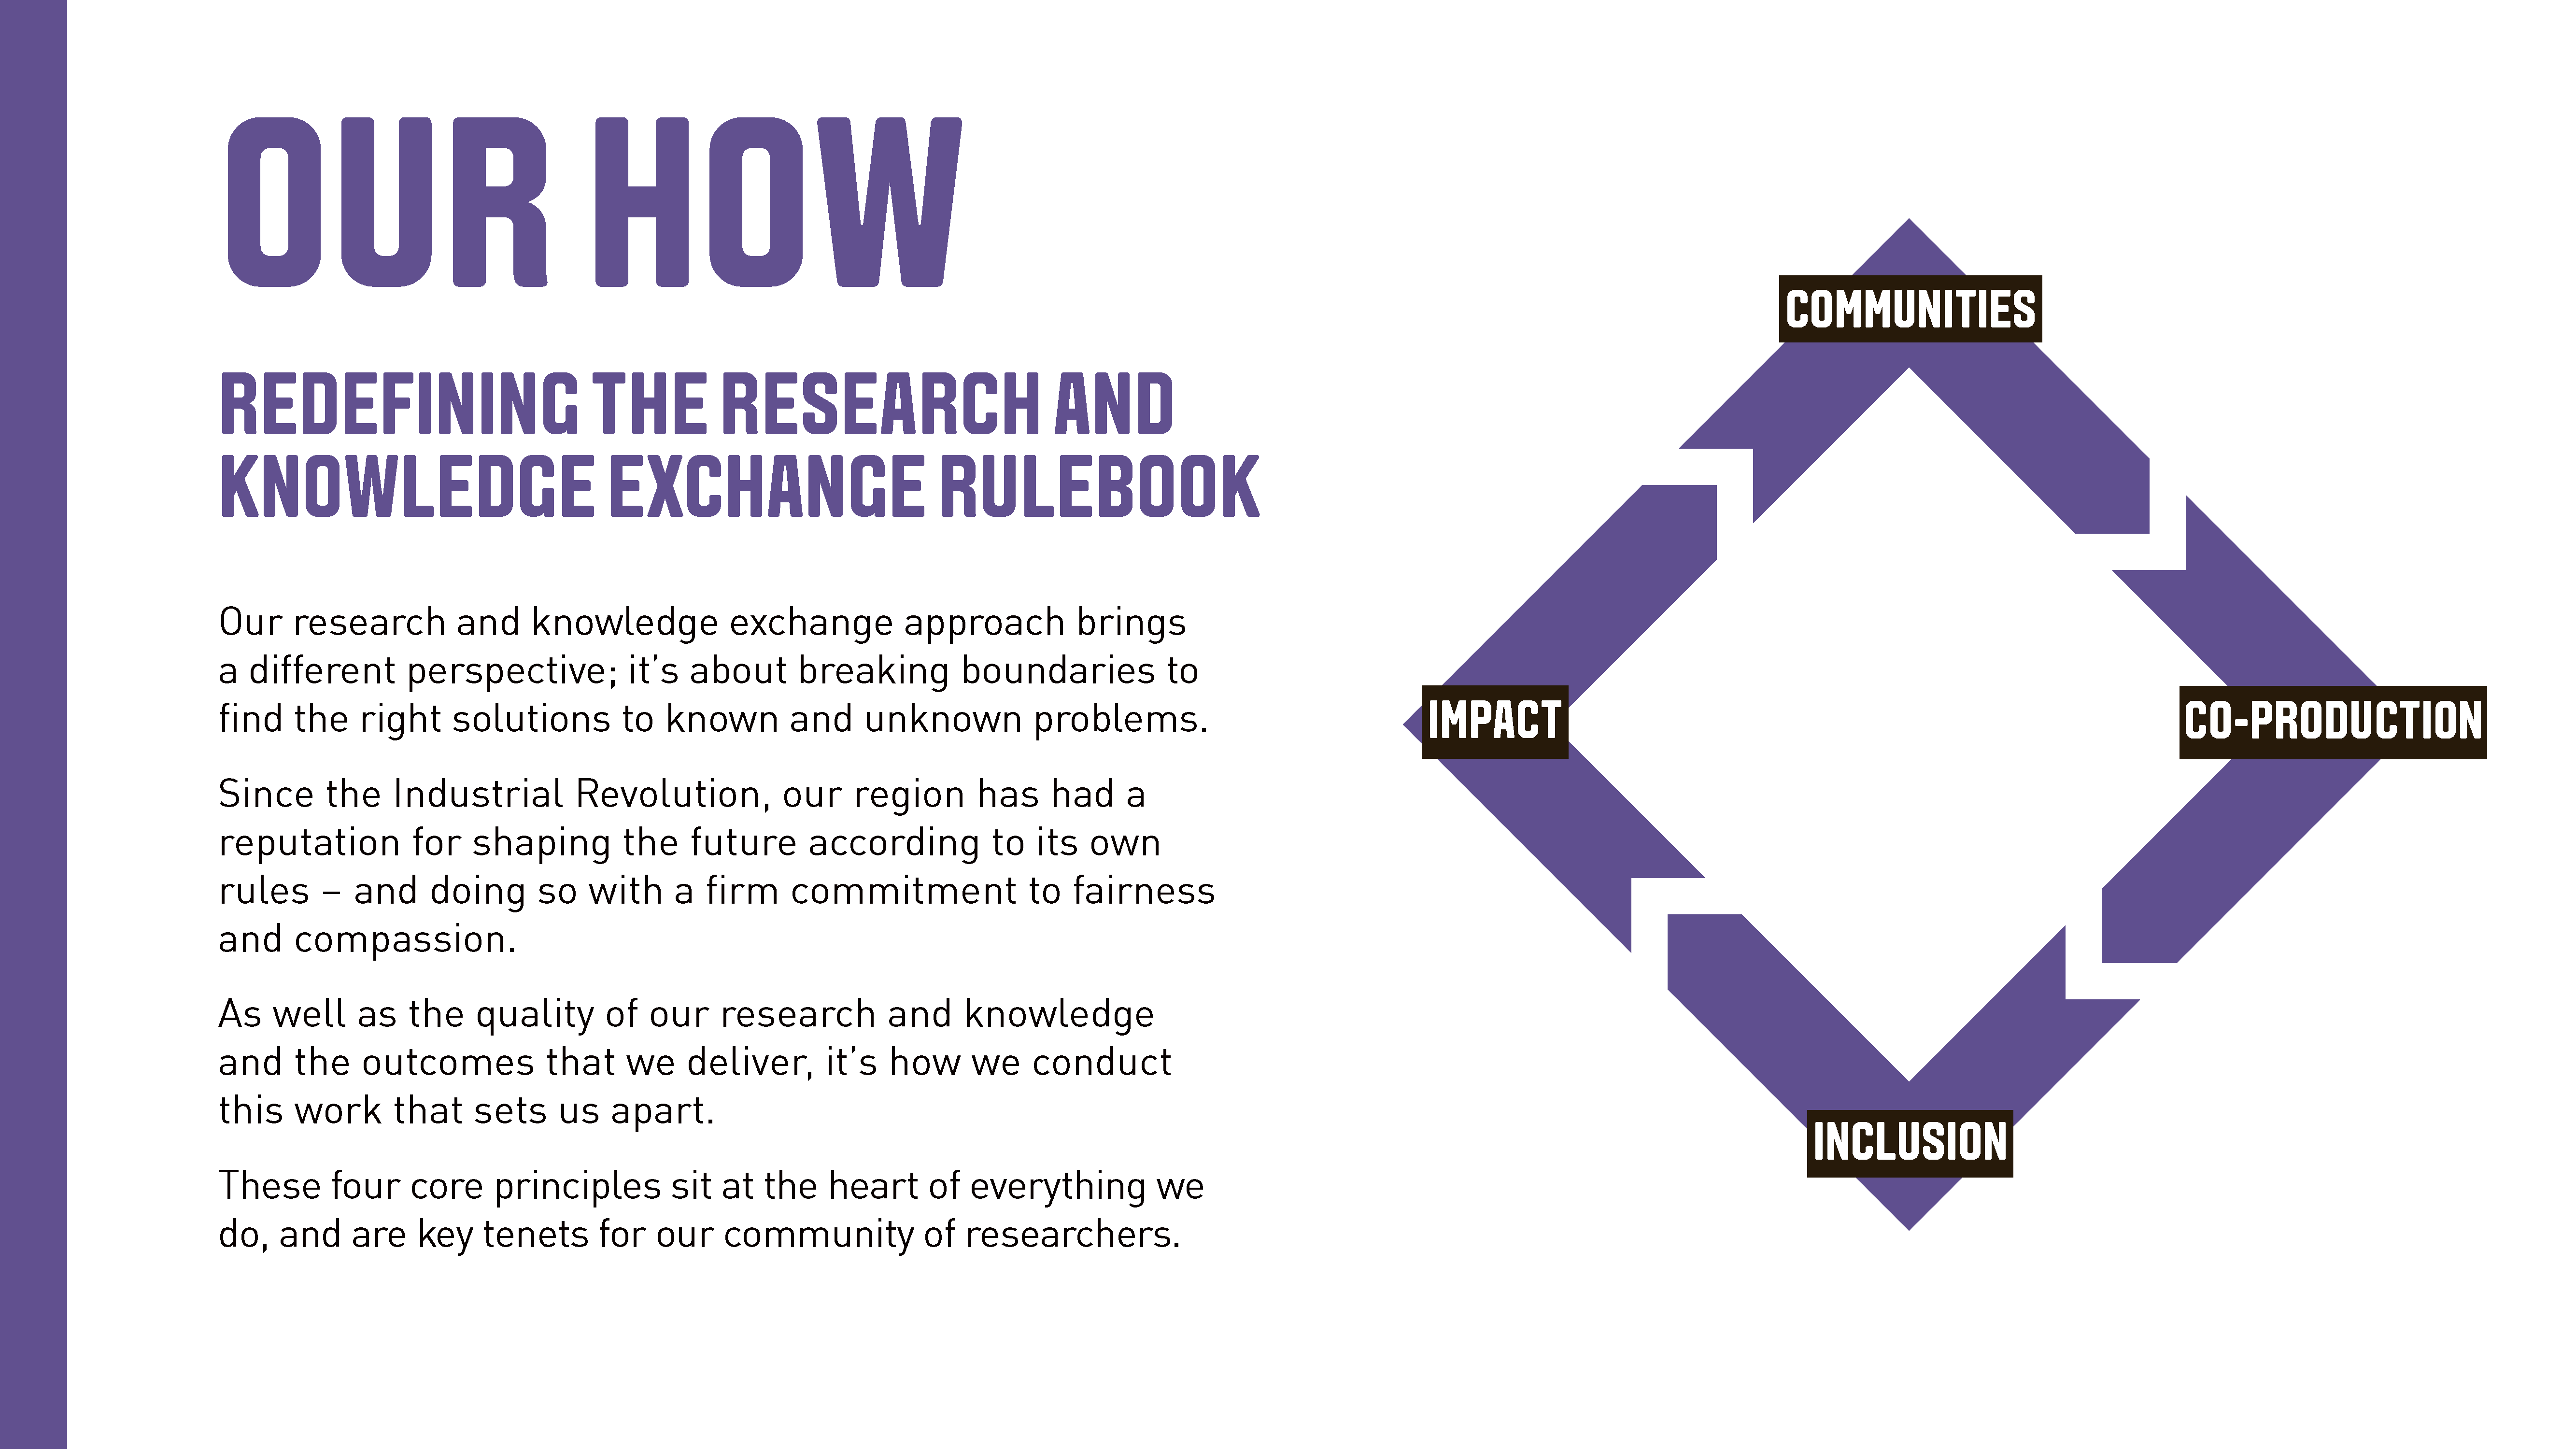 OUR HOW
REDEFINING THE RESEARCH AND
KNOWLEDGE EXCHANGE RULEBOOK
Our research and knowledge exchange approach brings
a different perspective; it’s about breaking boundaries to
find the right solutions to known and unknown problems.
Since the Industrial Revolution, our region has had a
reputation for shaping the future according to its own
rules – and doing so with a firm commitment to fairness
and compassion.
As well as the quality of our research and knowledge
and the outcomes that we deliver, it’s how we conduct
this work that sets us apart.
These four core principles sit at the heart of everything we
do, and are key tenets for our community of researchers.
COMMUNITIES
IMPACT
CO-PRODUCTION
INCLUSION